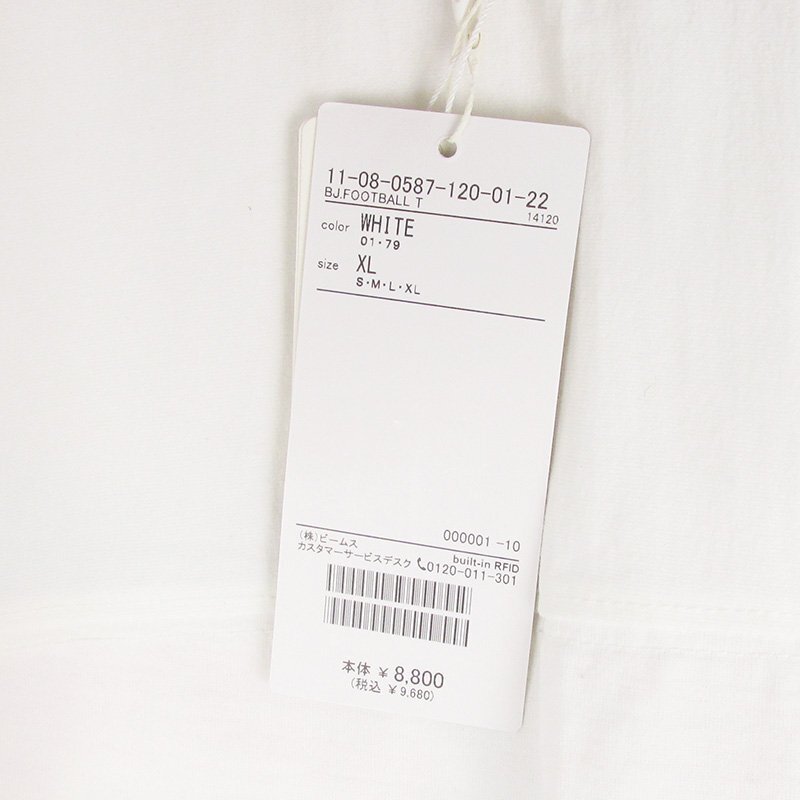 11-08-0587-120-01-22
BJ.FOOTBALL T
14120
color WHITE
01・79
size XL
S・M・L・XL
000001 -10
(株)ビームス
built-in RFID
カスタマーサービスデスク 📞0120-011-301
本体 ¥ 8,800
(税込 ¥ 9,680)